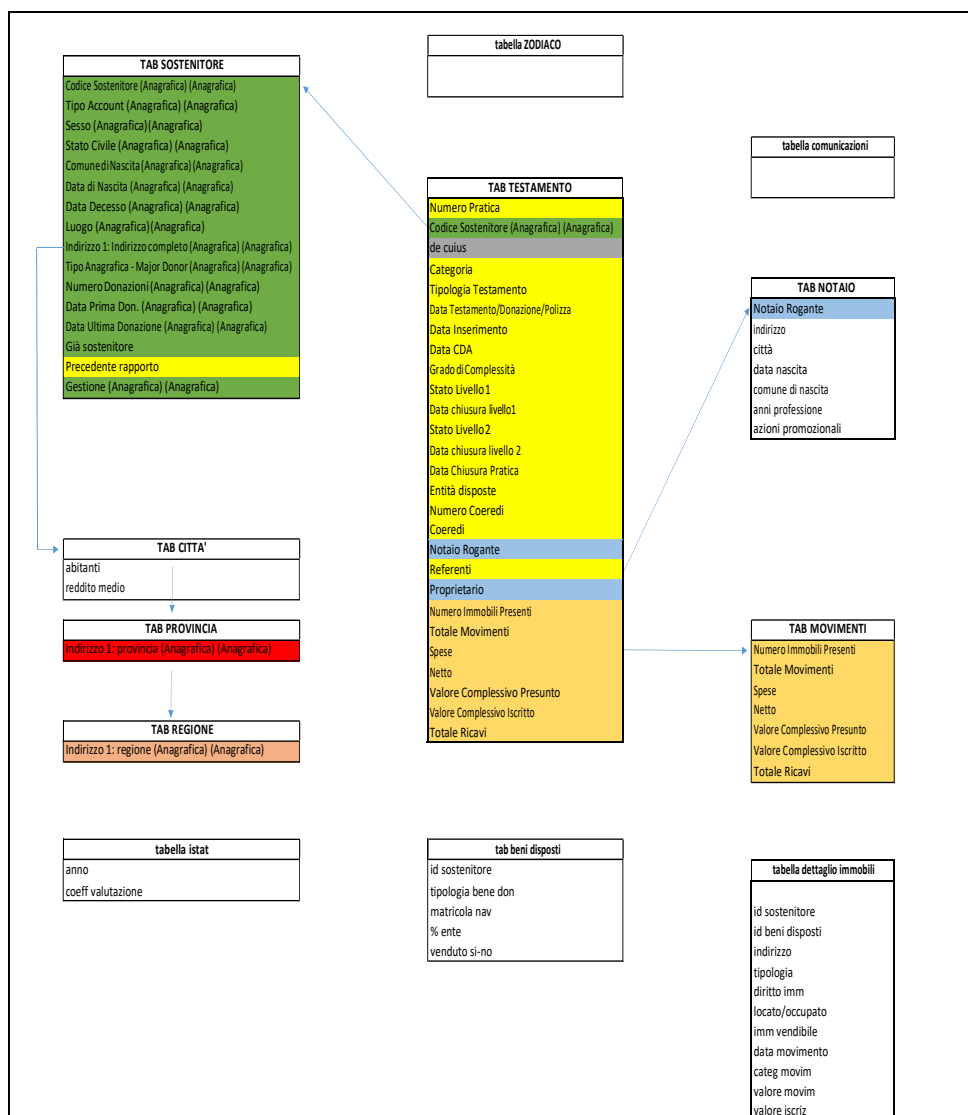 tabella ZODIACO
TAB SOSTENITORE
Codice Sostenitore (Anagrafica) (Anagrafica)
Tipo Account (Anagrafica) (Anagrafica)
Sesso (Anagrafica)(Anagrafica)
Stato Civile (Anagrafica) (Anagrafica)
Comune di Nascita (Anagrafica) (Anagrafica)
Data di Nascita (Anagrafica) (Anagrafica)
Data Decesso (Anagrafica) (Anagrafica)
Luogo (Anagrafica)(Anagrafica)
Indirizzo 1: Indirizzo completo (Anagrafica) (Anagrafica)
Tipo Anagrafica - Major Donor (Anagrafica) (Anagrafica)
Numero Donazioni (Anagrafica) (Anagrafica)
Data Prima Don. (Anagrafica) (Anagrafica)
Data Ultima Donazione (Anagrafica) (Anagrafica)
Già sostenitore
Precedente rapporto
Gestione (Anagrafica) (Anagrafica)
tabella comunicazioni
TAB TESTAMENTO
Numero Pratica
Codice Sostenitore (Anagrafica) (Anagrafica)
de cuius
Categoria
Tipologia Testamento
Data Testamento/Donazione/Polizza
Data Inserimento
Data CDA
Grado di Complessità
Stato Livello 1
Data chiusura livello1
Stato Livello 2
Data chiusura livello 2
Data Chiusura Pratica
Entità disposte
Numero Coeredi
Coeredi
Notaio Rogante
Referenti
Proprietario
Numero Immobili Presenti
Totale Movimenti
Spese
Netto
Valore Complessivo Presunto
Valore Complessivo Iscritto
Totale Ricavi
TAB NOTAIO
Notaio Rogante
indirizzo
città
data nascita
comune di nascita
anni professione
azioni promozionali
TAB CITTA'
abitanti
reddito medio
TAB PROVINCIA
Indirizzo 1: provincia (Anagrafica) (Anagrafica)
TAB REGIONE
Indirizzo 1: regione (Anagrafica) (Anagrafica)
TAB MOVIMENTI
Numero Immobili Presenti
Totale Movimenti
Spese
Netto
Valore Complessivo Presunto
Valore Complessivo Iscritto
Totale Ricavi
tabella istat
anno
coeff valutazione
tab beni disposti
id sostenitore
tipologia bene don
matricola nav
% ente
venduto si-no
tabella dettaglio immobili
id sostenitore
id beni disposti
indirizzo
tipologia
diritto imm
locato/occupato
imm vendibile
data movimento
categ movim
valore movim
valore iscriz